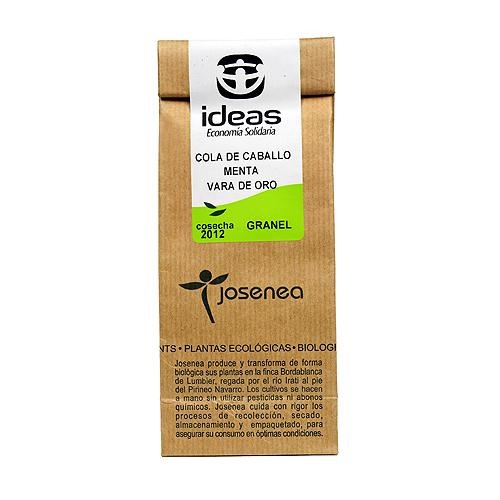 ideas
Economía Solidaria
COLA DE CABALLO
MENTA
VARA DE ORO
cosecha
2012
GRANEL
josenea
NTS • PLANTAS ECOLÓGICAS • BIOLOGI
Josenea produce y transforma de forma
biológica sus plantas en la finca Bordablanca
de Lumbier, regada por el río Irati al pie
del Pirineo Navarro. Los cultivos se hacen
a mano sin utilizar pesticidas ni abonos
químicos. Josenea cuida con rigor los
procesos de recolección, secado,
almacenamiento y empaquetado, para
asegurar su consumo en óptimas condiciones.